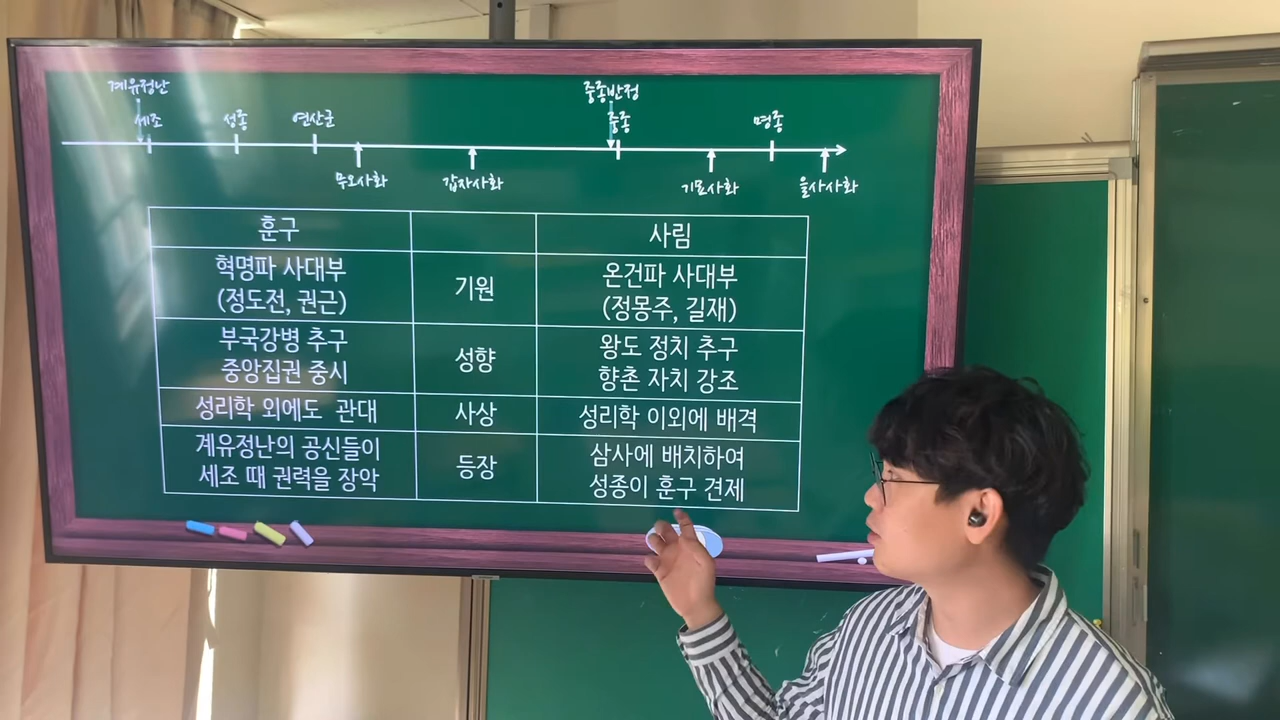 계유정난
중종반정
세조
성종
연산군
중종
명종
무오사화
갑자사화
기묘사화
을사사화
훈구
사림
혁명파 사대부
(정도전, 권근)
기원
온건파 사대부
(정몽주, 길재)
부국강병 추구
중앙집권 중시
성향
왕도 정치 추구
향촌 자치 강조
성리학 외에도 관대
사상
성리학 이외에 배격
계유정난의 공신들이
세조 때 권력을 장악
등장
삼사에 배치하여
성종이 훈구 견제